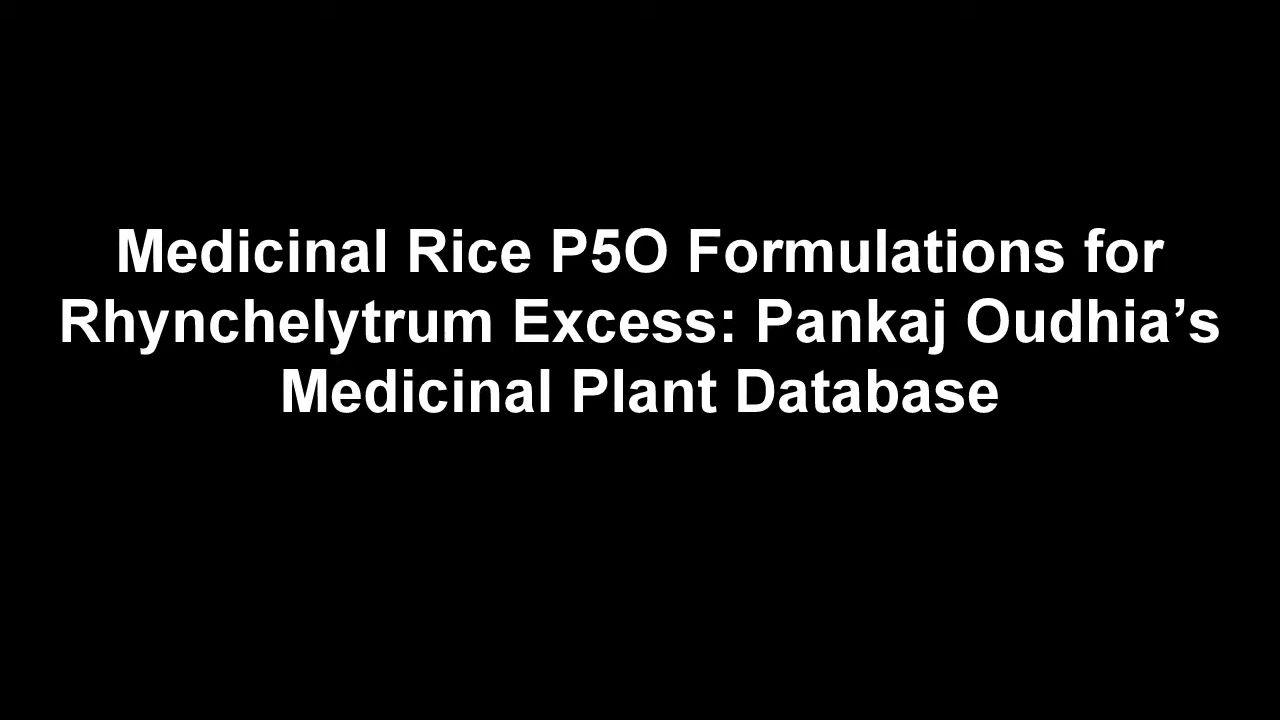 Medicinal Rice P5O Formulations for
Rhynchelytrum Excess: Pankaj Oudhia’s
Medicinal Plant Database